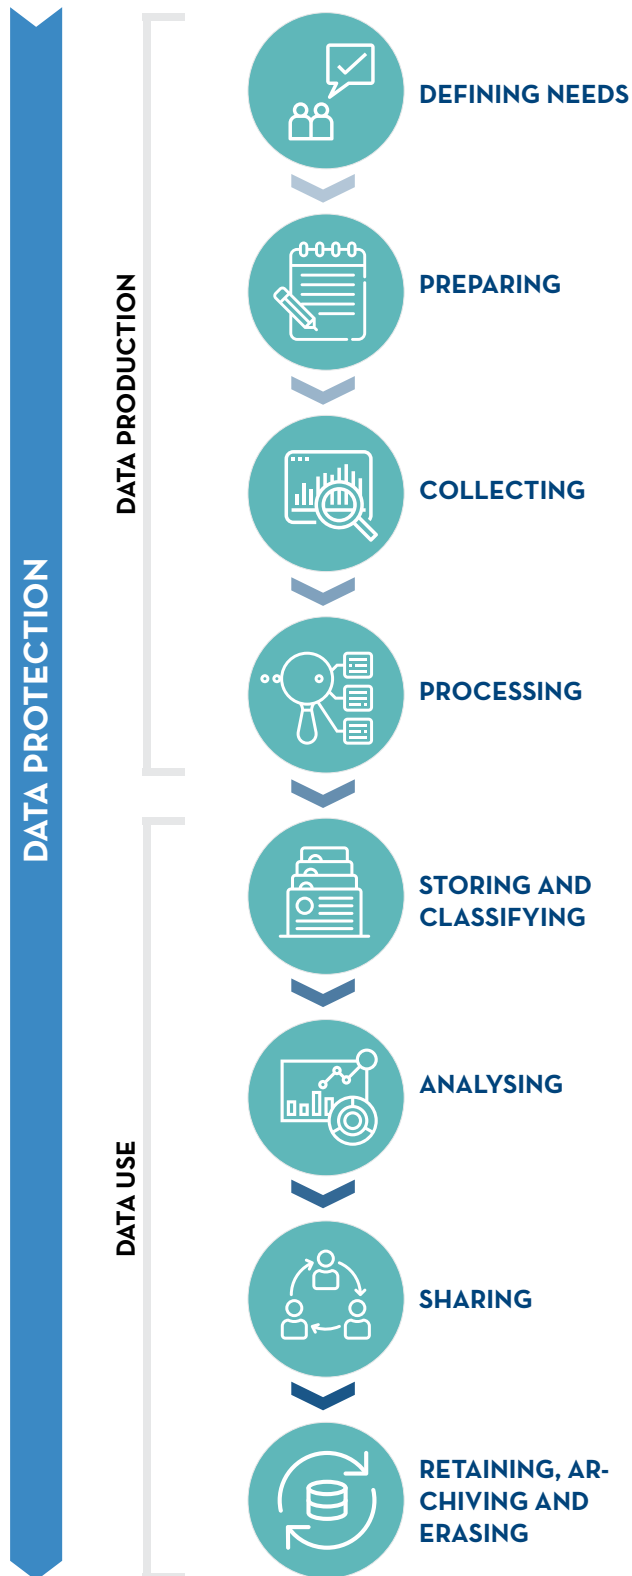 DATA PROTECTION
DATA PRODUCTION
DEFINING NEEDS
PREPARING
COLLECTING
PROCESSING
DATA USE
STORING AND
CLASSIFYING
ANALYSING
SHARING
RETAINING, AR-
CHIVING AND
ERASING